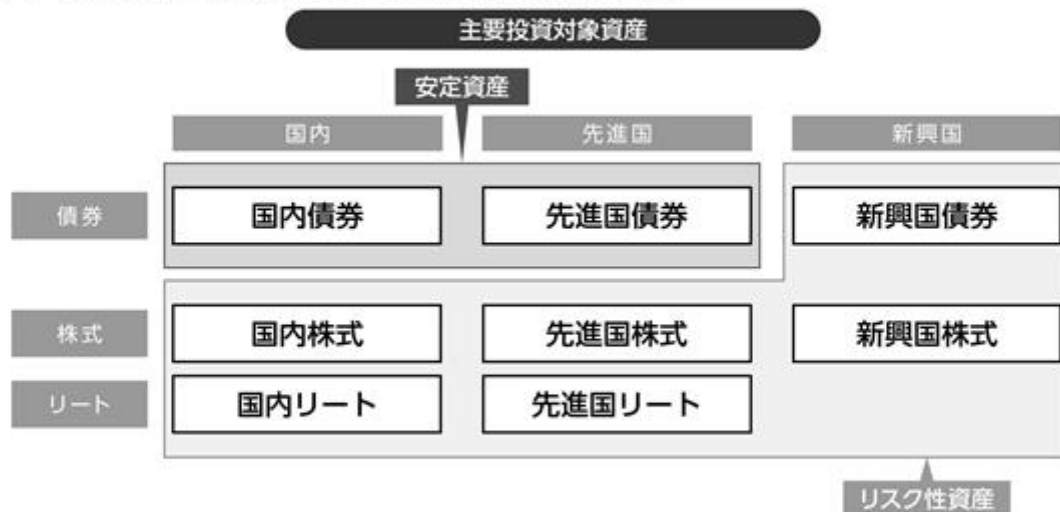 主要投資対象資産
安定資産
国内 先進国 新興国
債券 国内債券 先進国債券 新興国債券
株式 国内株式 先進国株式 新興国株式
リート 国内リート 先進国リート
リスク性資産